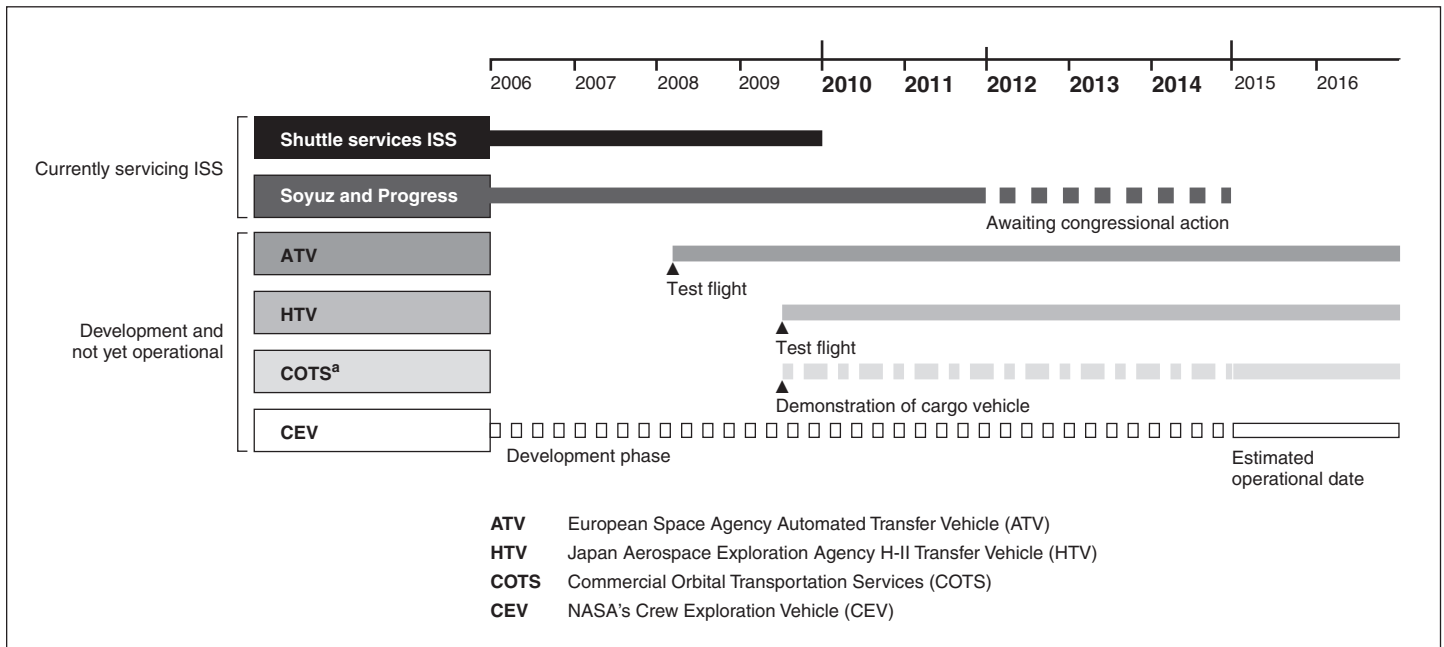 2006 2007 2008 2009 2010 2011 2012 2013 2014 2015 2016
Currently servicing ISS
Shuttle services ISS
Soyuz and Progress
Awaiting congressional action
Development and
not yet operational
ATV
Test flight
HTV
Test flight
COTSa
Demonstration of cargo vehicle
CEV
Development phase
Estimated
operational date
ATV European Space Agency Automated Transfer Vehicle (ATV)
HTV Japan Aerospace Exploration Agency H-II Transfer Vehicle (HTV)
COTS Commercial Orbital Transportation Services (COTS)
CEV NASA's Crew Exploration Vehicle (CEV)